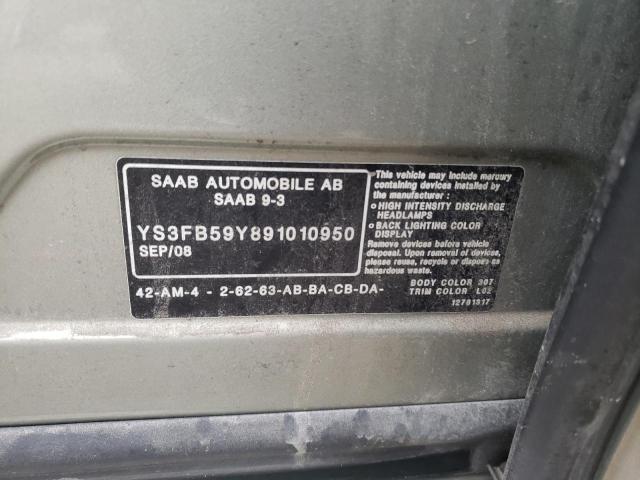 SAAB AUTOMOBILE AB
SAAB 9-3
YS3FB59Y891010950
SEP/08
42-AM-4 - 2-62-63-AB-BA-CB-DA-
This vehicle may include mercury
containing devices installed by
the manufacturer :
o HIGH INTENSITY DISCHARGE
HEADLAMPS
o BACK LIGHTING COLOR
DISPLAY
Remove devices before vehicle
disposal. Upon removal of devices,
please reuse, recycle or dispose as
hazardous waste.
BODY COLOR 307
TRIM COLOR L02
12781317